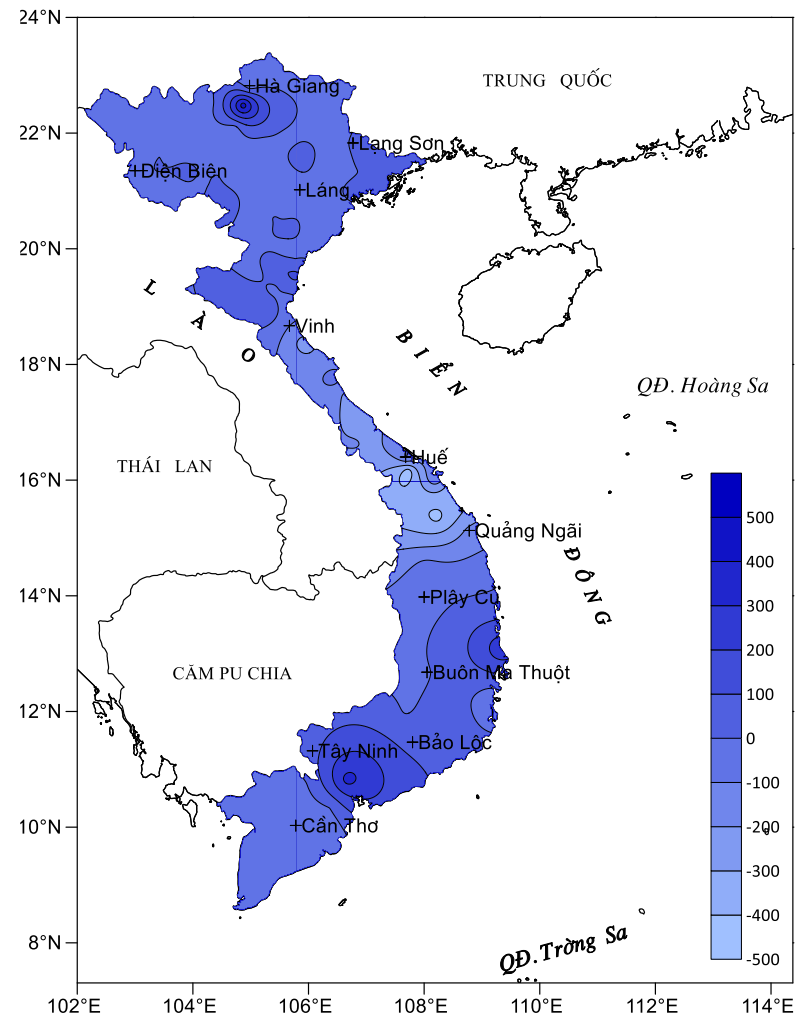 24°N
Hà Giang
TRUNG QUỐC
22°N
Lạng Sơn
Điện Biên
Láng
20°N
LÀO
Vinh
BIỂN
18°N
QĐ. Hoàng Sa
THÁI LAN
Huế
16°N
500
Quảng Ngãi
400
ĐÔNG
14°N
Plây Cu
300
200
CĂM PU CHIA
Buôn Ma Thuột
100
12°N
0
Bảo Lộc
Tây Ninh
-100
10°N
Cần Thơ
-200
-300
-400
8°N
QĐ.Trờng Sa
-500
102°E 104°E 106°E 108°E 110°E 112°E 114°E